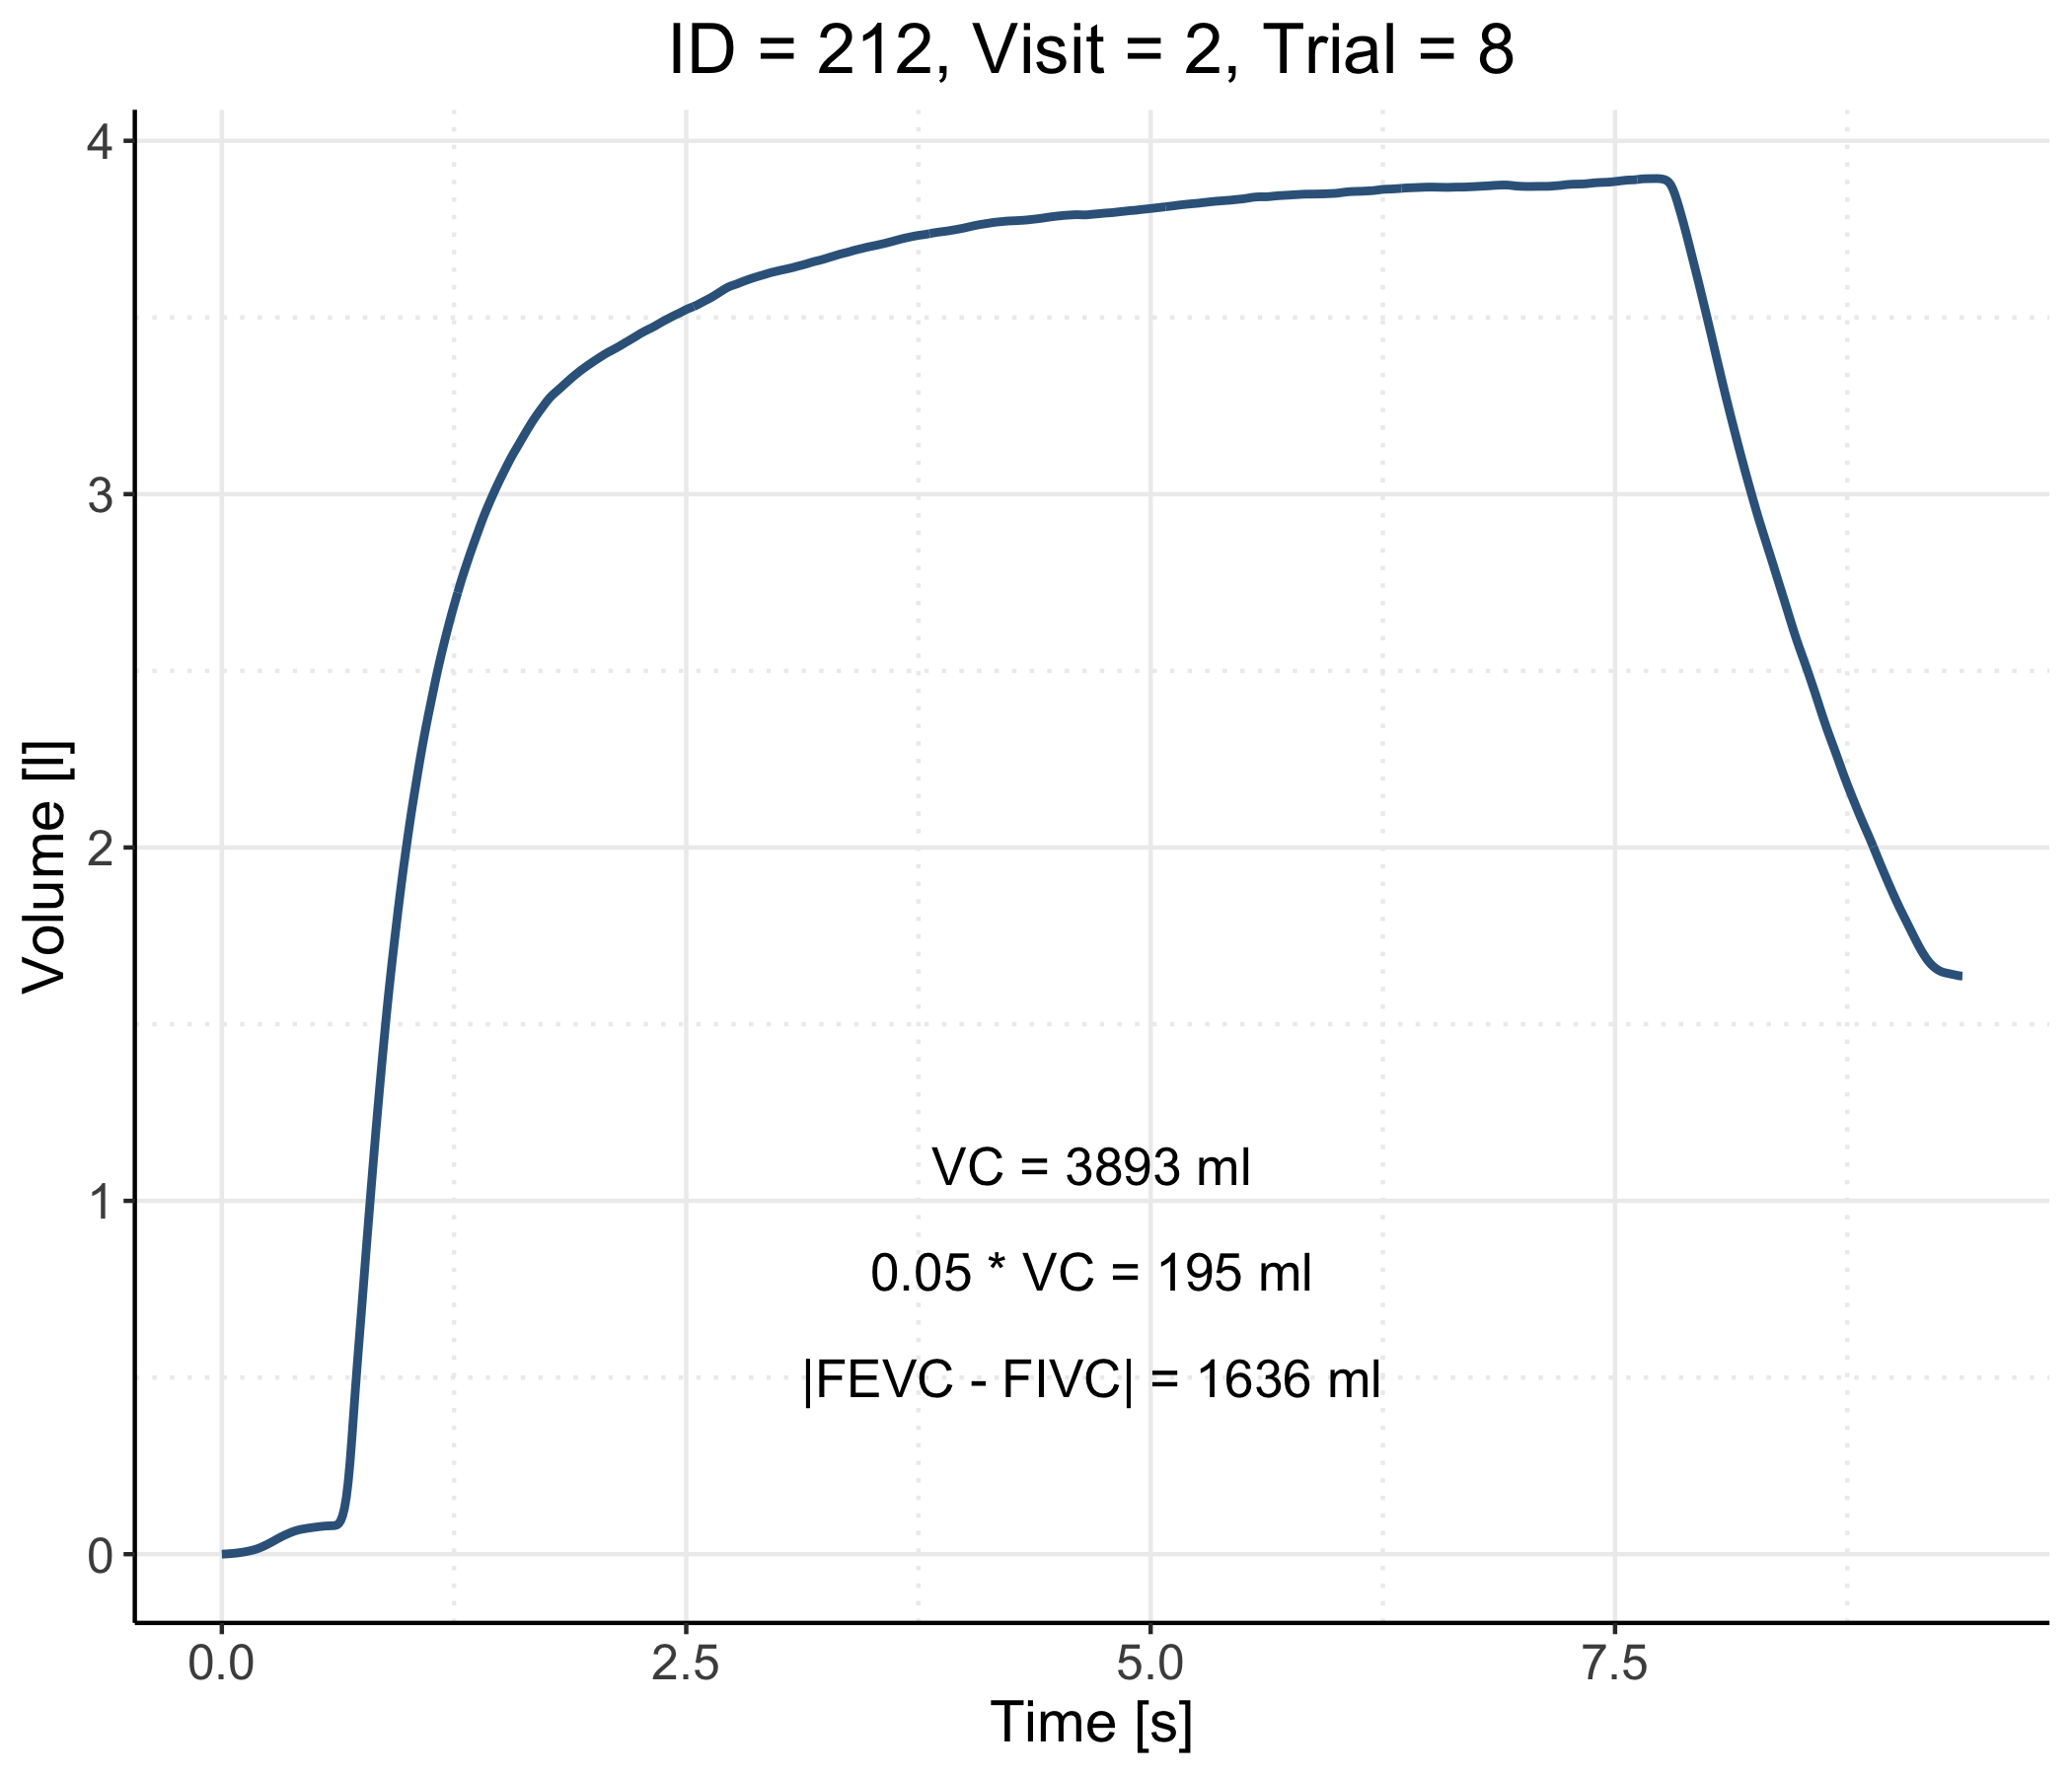 ID = 212, Visit = 2, Trial = 8
4
3
2
1
0
Volume [l]
VC = 3893 ml
0.05 * VC = 195 ml
|FEVC - FIVC| = 1636 ml
0.0 2.5 5.0 7.5
Time [s]